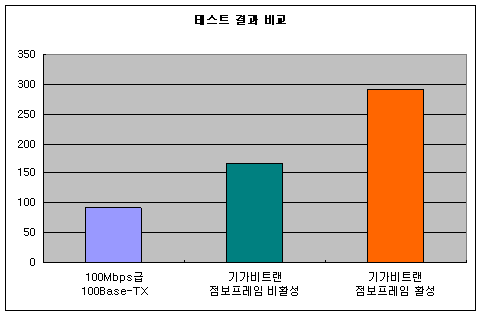 테스트 결과 비교
350
300
250
200
150
100
50
0
100Mbps급
100Base-TX
기가비트랜
점보프레임 비활성
기가비트랜
점보프레임 활성